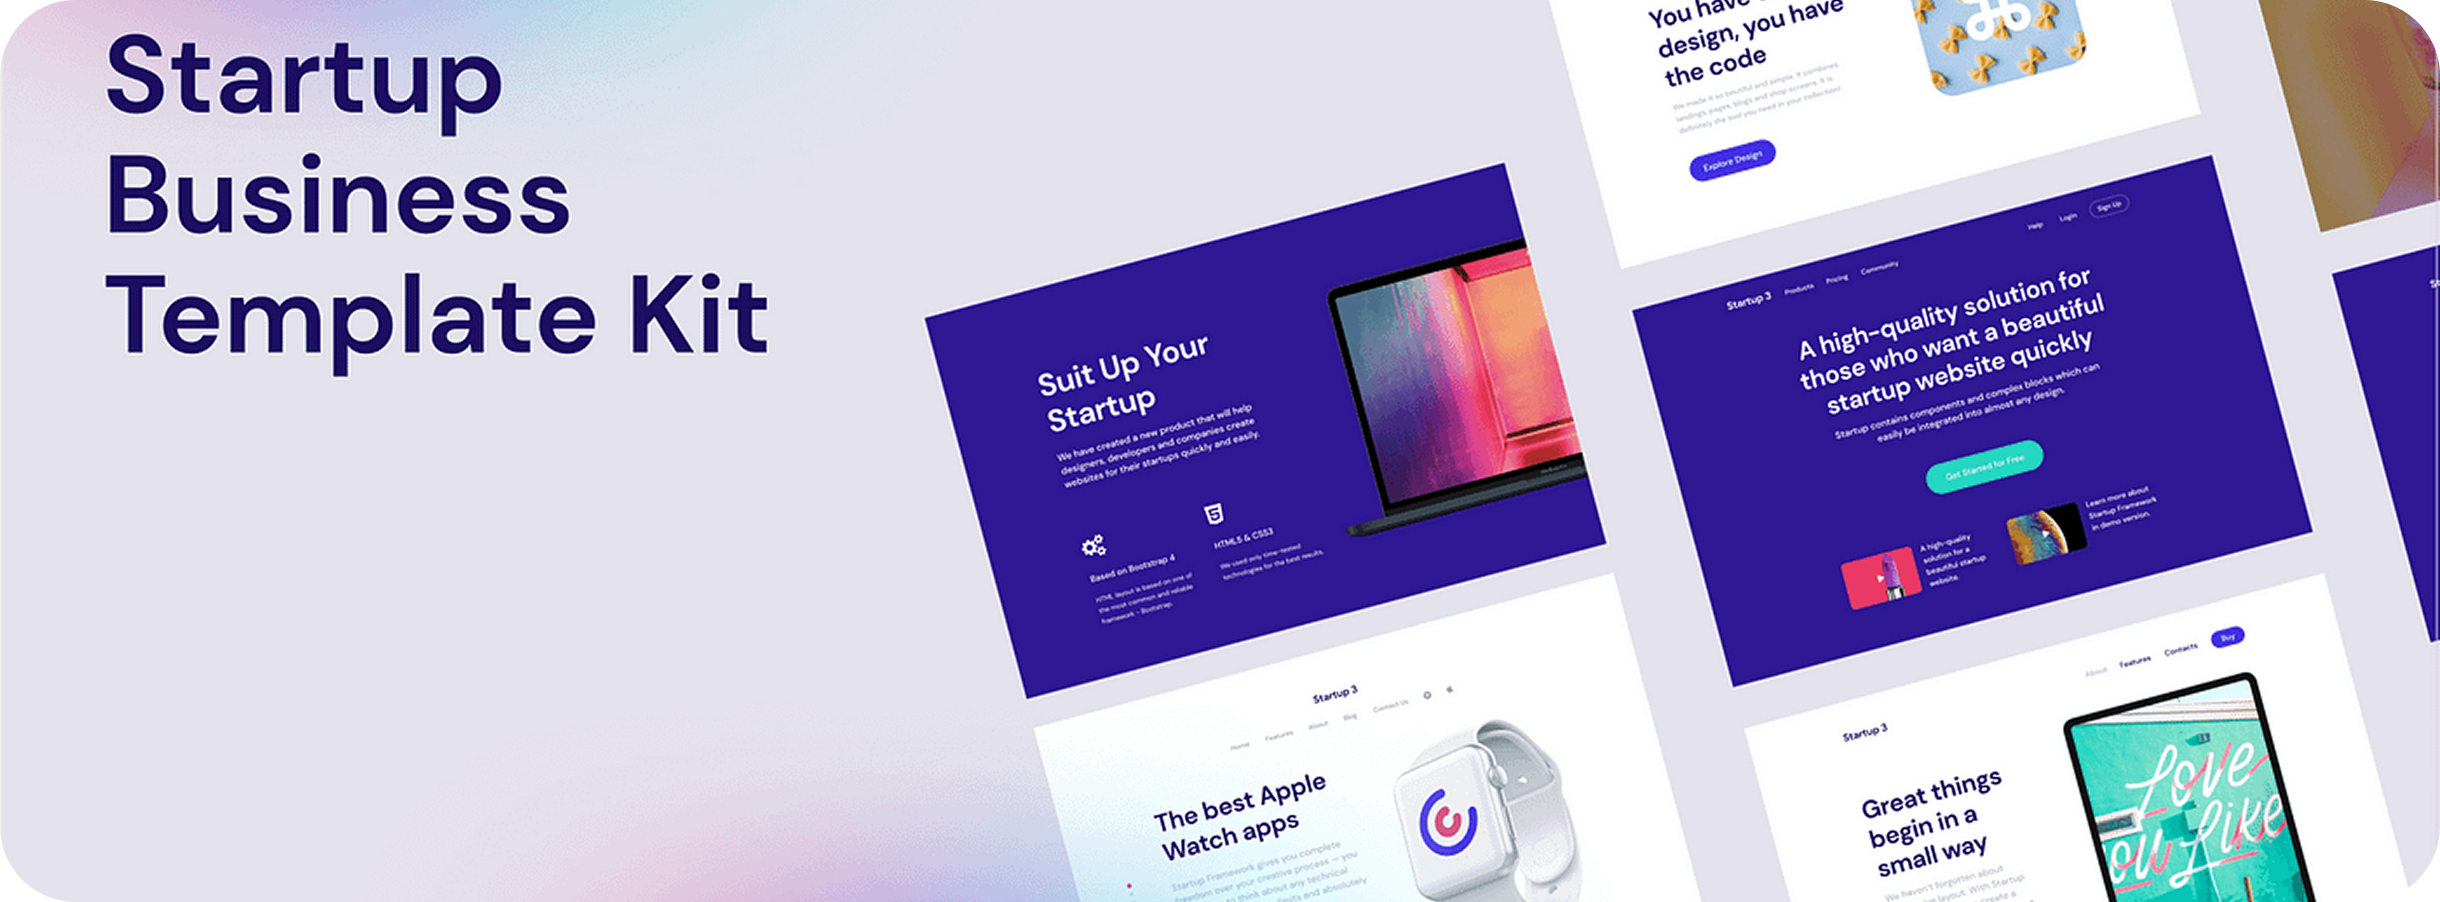 Startup
Business
Template Kit
You have
design, you have
the code
We made it so beutiful and simple. It combines
landings, pages, blogs and shop screens. It is
definitely the tool you need in your collection!
Explore Design
Suit Up Your
Startup
We have created a new product that will help
designers, developers and companies create
websites for their startups quickly and easily.
Based on Bootstrap 4
HTML layout is based on one of
the most common and reliable
framework - Bootstrap.
HTML5 & CSS3
We used only time-tested
technologies for the best results.
Startup 3
Products
Pricing
Community
Help
Login
Sign Up
A high-quality solution for
those who want a beautiful
startup website quickly
Startup contains components and complex blocks which can
easily be integrated into almost any design.
Get Started for Free
A high-quality
solution for a
beautiful startup
website.
Learn more about
Startup Framework
in demo version.
Startup 3
Home
Features
About
Blog
Contact Us
The best Apple
Watch apps
Startup Framework gives you complete
freedom over your creative process — you
to think about any technical
limits and absolutely
Startup 3
About
Features
Contacts
Buy
Great things
begin in a
small way
We haven't forgotten about
layout. With Startup
create a
Love
You Like